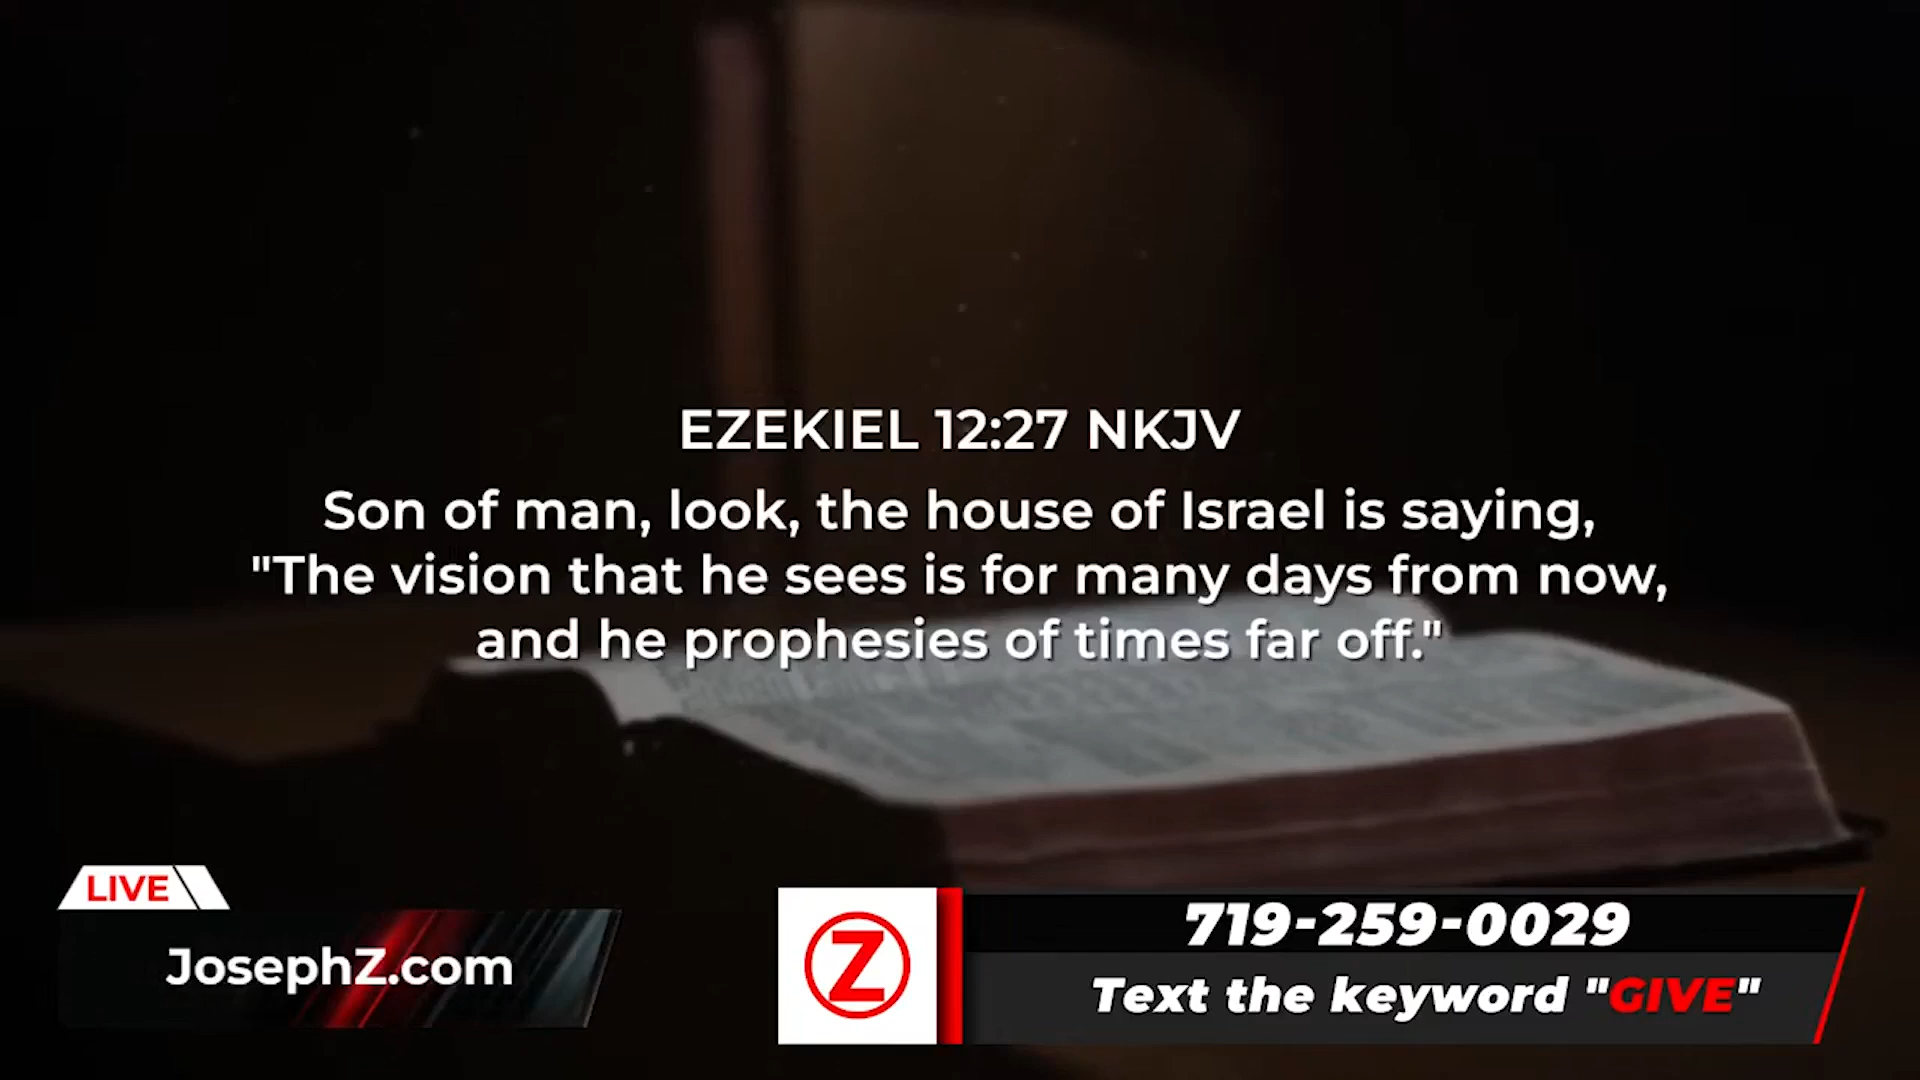 EZEKIEL 12:27 NKJV
Son of man, look, the house of Israel is saying,
"The vision that he sees is for many days from now,
and he prophesies of times far off."
LIVE
JosephZ.com
Z
719-259-0029
Text the keyword "GIVE"